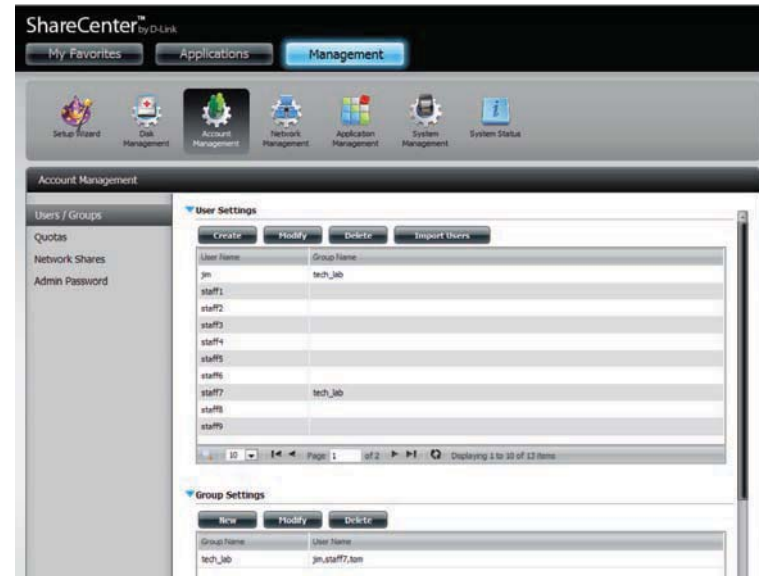 ShareCenter™ by D-Link
My Favorites Applications Management
Setup Wizard Disk Management Account Management Network Management Application Management System Management System Status
Account Management
Users / Groups
Quotas
Network Shares
Admin Password
User Settings
Create Modify Delete Import Users
User Name Group Name
jim tech_lab
staff1
staff2
staff3
staff4
staff5
staff6
staff7 tech_lab
staff8
staff9
10 Page 1 of 2 Displaying 1 to 10 of 13 items
Group Settings
New Modify Delete
Group Name User Name
tech_lab jim,staff7,tom